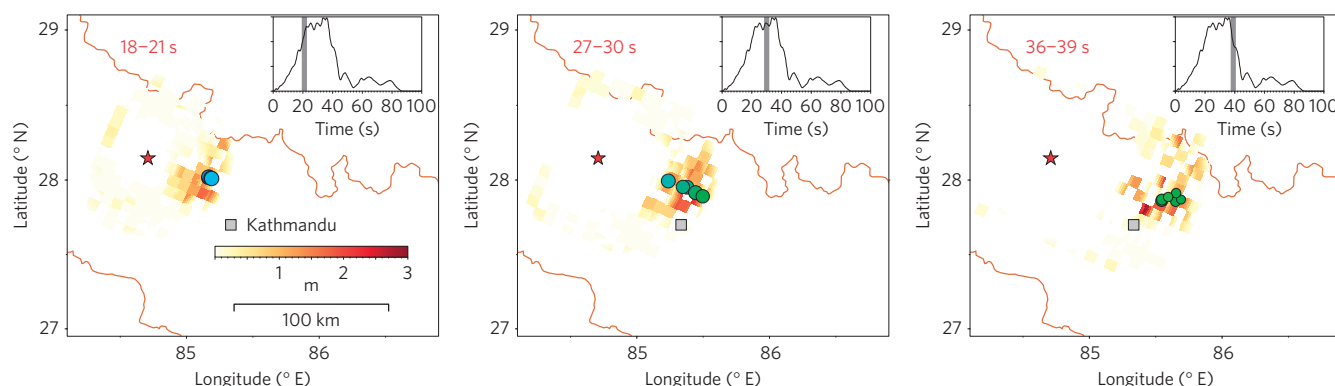 29
18–21 s
0 20 40 60 80 100
Time (s)
28
Latitude (° N)
Kathmandu
1 2 3
m
100 km
27
85 86
Longitude (° E)
29
27–30 s
0 20 40 60 80 100
Time (s)
28
Latitude (° N)
27
85 86
Longitude (° E)
29
36–39 s
0 20 40 60 80 100
Time (s)
28
Latitude (° N)
27
85 86
Longitude (° E)